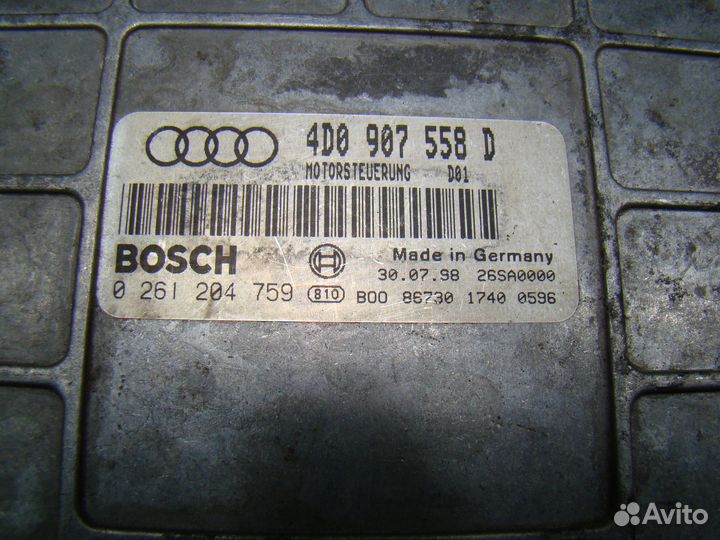 4D0 907 558 D
MOTORSTEUERUNG D01
BOSCH
Made in Germany
30.07.98 26SA0000
0 261 204 759 810 B00 86730 1740 0596
Avito